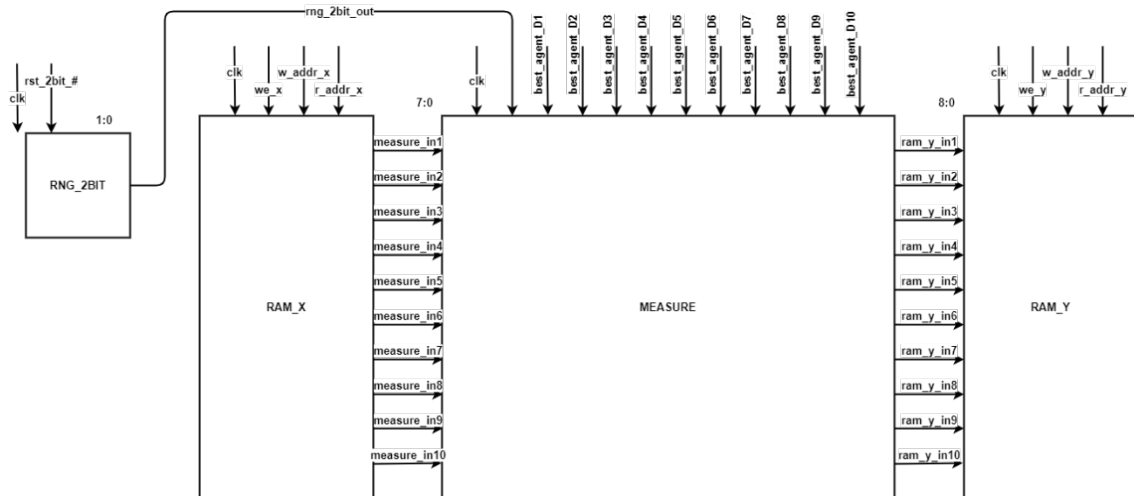 rng_2bit_out
rst_2bit_#
clk
1:0
RNG_2BIT
clk
we_x
w_addr_x
r_addr_x
7:0
RAM_X
measure_in1
measure_in2
measure_in3
measure_in4
measure_in5
measure_in6
measure_in7
measure_in8
measure_in9
measure_in10
clk
best_agent_D1
best_agent_D2
best_agent_D3
best_agent_D4
best_agent_D5
best_agent_D6
best_agent_D7
best_agent_D8
best_agent_D9
best_agent_D10
MEASURE
8:0
ram_y_in1
ram_y_in2
ram_y_in3
ram_y_in4
ram_y_in5
ram_y_in6
ram_y_in7
ram_y_in8
ram_y_in9
ram_y_in10
clk
we_y
w_addr_y
r_addr_y
RAM_Y